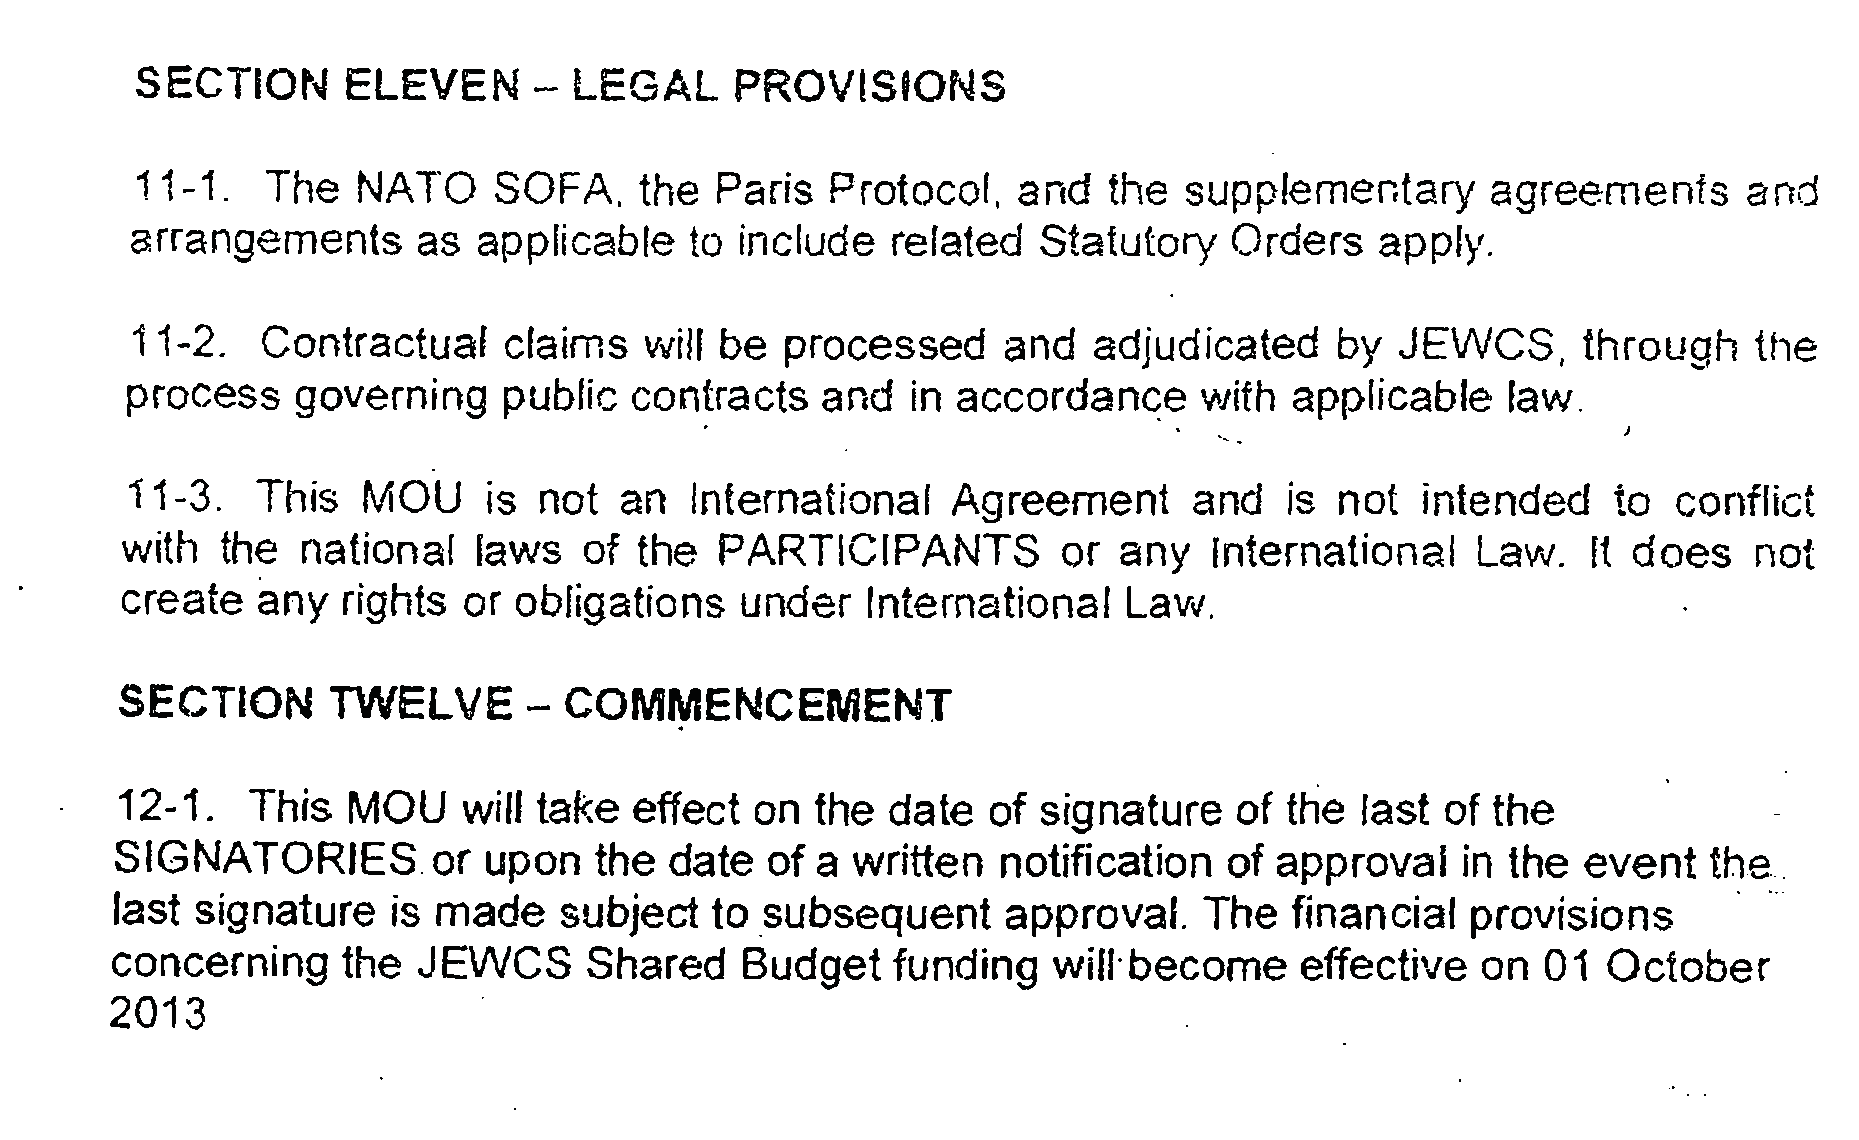 SECTION ELEVEN – LEGAL PROVISIONS
11-1. The NATO SOFA, the Paris Protocol, and the supplementary agreements and
arrangements as applicable to include related Statutory Orders apply.
11-2. Contractual claims will be processed and adjudicated by JEWCS, through the
process governing public contracts and in accordance with applicable law.
11-3. This MOU is not an International Agreement and is not intended to conflict
with the national laws of the PARTICIPANTS or any International Law. It does not
create any rights or obligations under International Law.
SECTION TWELVE – COMMENCEMENT
12-1. This MOU will take effect on the date of signature of the last of the
SIGNATORIES or upon the date of a written notification of approval in the event the
last signature is made subject to subsequent approval. The financial provisions
concerning the JEWCS Shared Budget funding will become effective on 01 October
2013